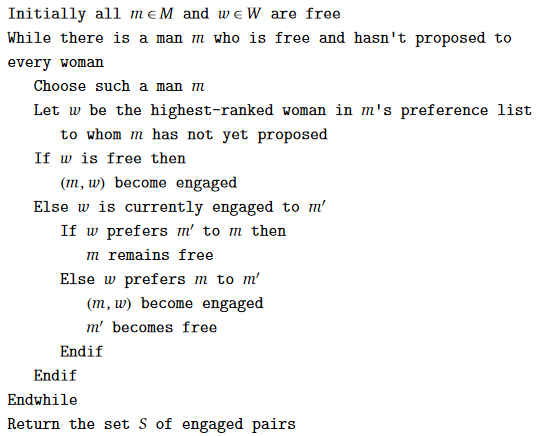 Initially all m ∈ M and w ∈ W are free
While there is a man m who is free and hasn't proposed to
every woman
Choose such a man m
Let w be the highest-ranked woman in m's preference list
to whom m has not yet proposed
If w is free then
(m, w) become engaged
Else w is currently engaged to m′
If w prefers m′ to m then
m remains free
Else w prefers m to m′
(m, w) become engaged
m′ becomes free
Endif
Endif
Endwhile
Return the set S of engaged pairs